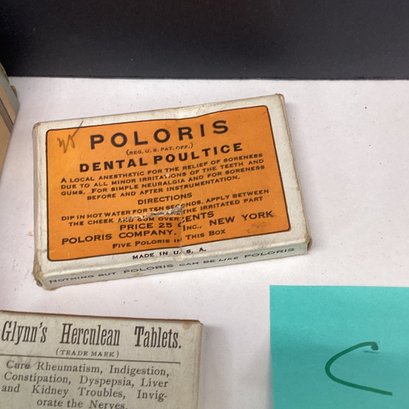 POLORIS
(REG. U.S. PAT. OFF.)
DENTAL POULTICE
A LOCAL ANESTHETIC FOR THE RELIEF OF SORENESS
DUE TO ALL MINOR IRRITATIONS OF THE TEETH AND
GUMS. FOR SIMPLE NEURALGIA AND FOR SORENESS
BEFORE AND AFTER INSTRUMENTATION.
DIRECTIONS
DIP IN HOT WATER FOR TEN SECONDS, APPLY BETWEEN
THE CHEEK AND GUM OVER THE IRRITATED PART
PRICE 25 CENTS
POLORIS COMPANY, INC., NEW YORK
FIVE POLORIS IN THIS BOX
MADE IN U. S. A.
NOTHING BUT POLORIS CAN BE LIKE POLORIS
Glynn's Herculean Tablets.
(TRADE MARK)
Cure Rheumatism, Indigestion,
Constipation, Dyspepsia, Liver
and Kidney Troubles, Invig-
orate the Nerves.
C